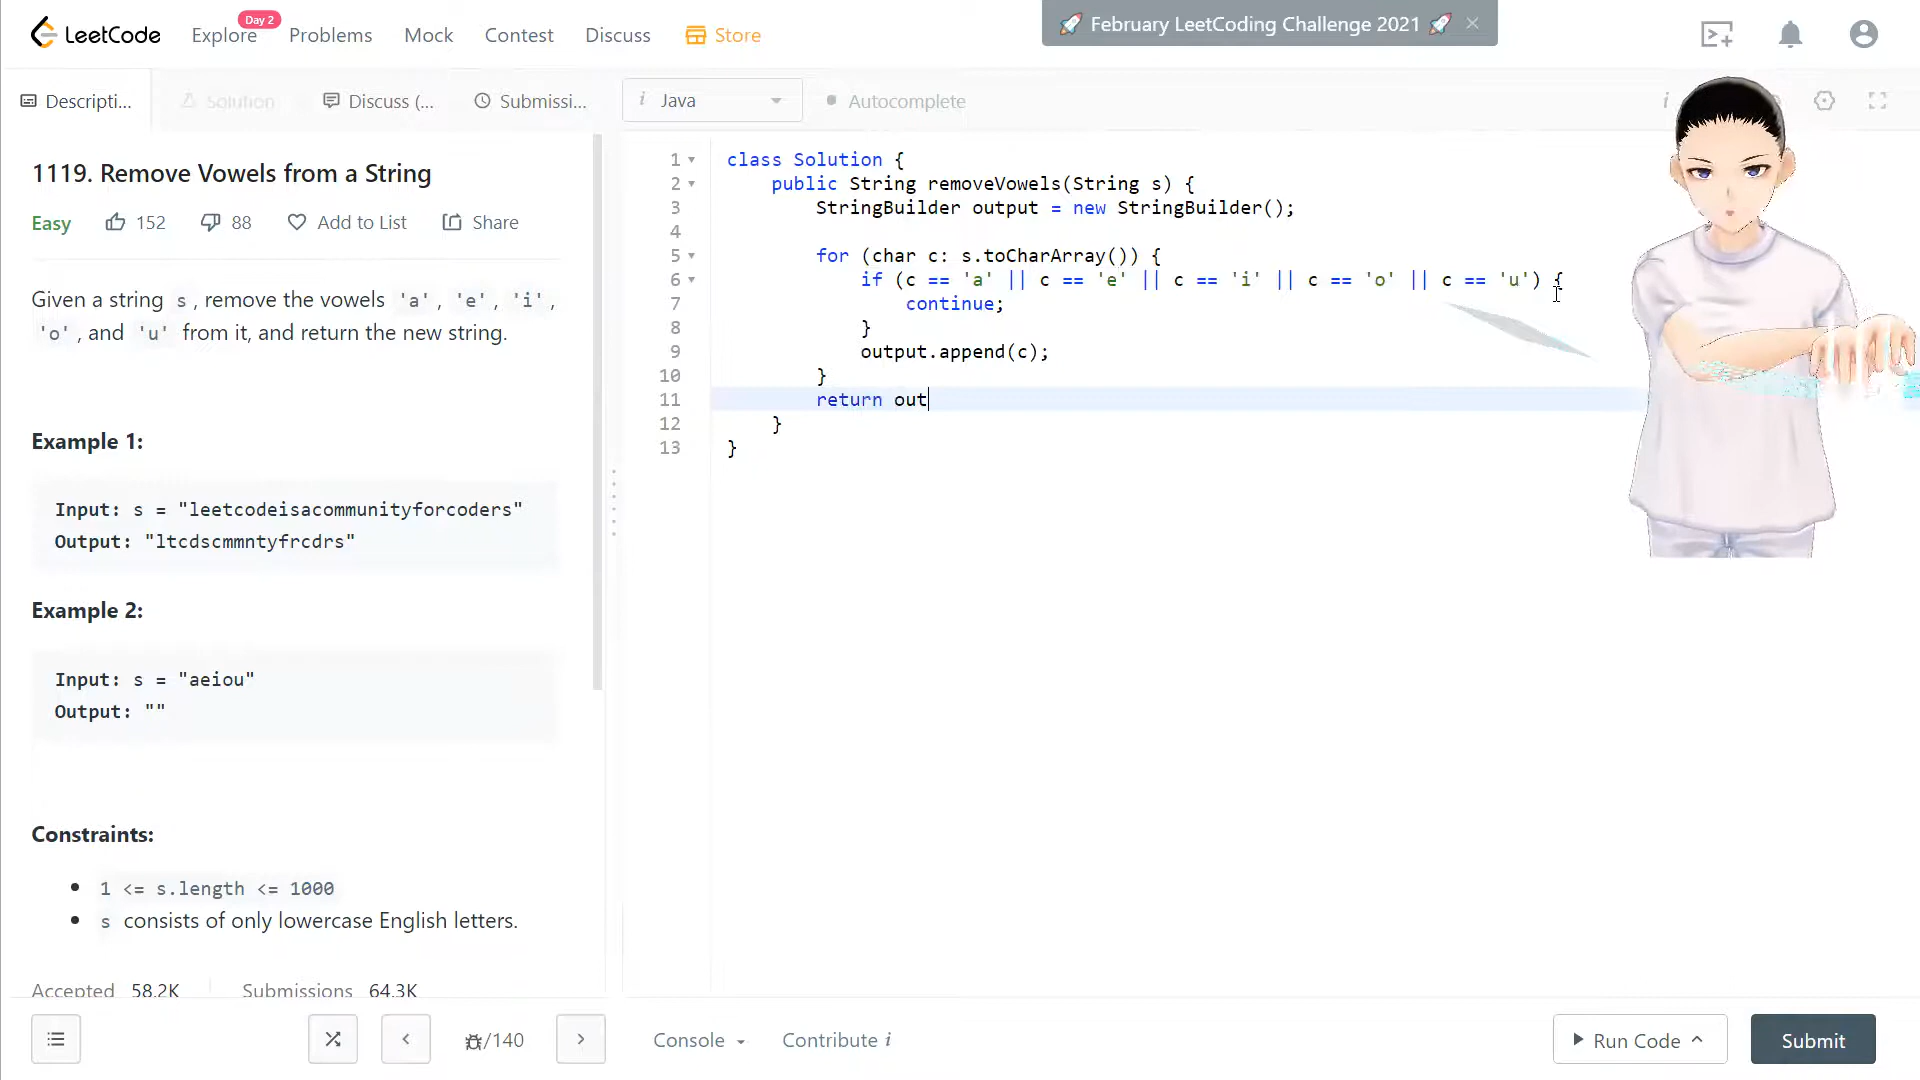 LeetCode
Explore
Day 2
Problems
Mock
Contest
Discuss
Store
🚀 February LeetCoding Challenge 2021 🚀 ×
Descripti...
Solution
Discuss (...
Submissi...
i Java
Autocomplete
i
1119. Remove Vowels from a String
Easy
152
88
Add to List
Share
Given a string s, remove the vowels 'a', 'e', 'i',
'o', and 'u' from it, and return the new string.
Example 1:
Input: s = "leetcodeisacommunityforcoders"
Output: "ltcdscmmntyfrcdrs"
Example 2:
Input: s = "aeiou"
Output: ""
Constraints:
1 <= s.length <= 1000
s consists of only lowercase English letters.
Accepted 58.2K
Submissions 64.3K
1 class Solution {
2 public String removeVowels(String s) {
3 StringBuilder output = new StringBuilder();
4
5 for (char c: s.toCharArray()) {
6 if (c == 'a' || c == 'e' || c == 'i' || c == 'o' || c == 'u') {
7 continue;
8 }
9 output.append(c);
10 }
11 return out
12 }
13 }
/140
Console
Contribute i
Run Code
Submit